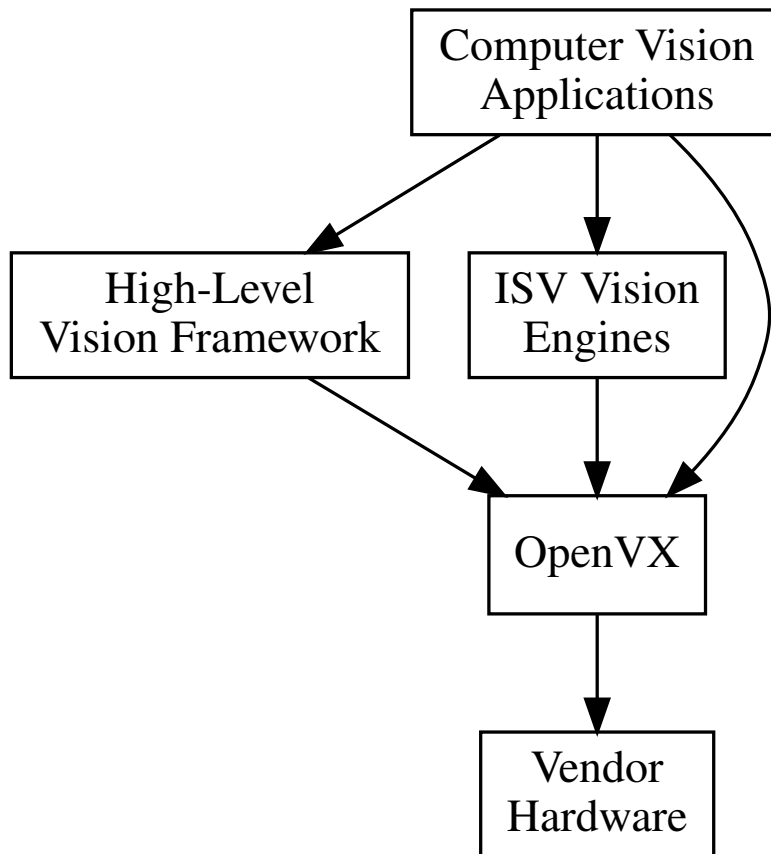 Computer Vision
Applications
High-Level
Vision Framework
ISV Vision
Engines
OpenVX
Vendor
Hardware